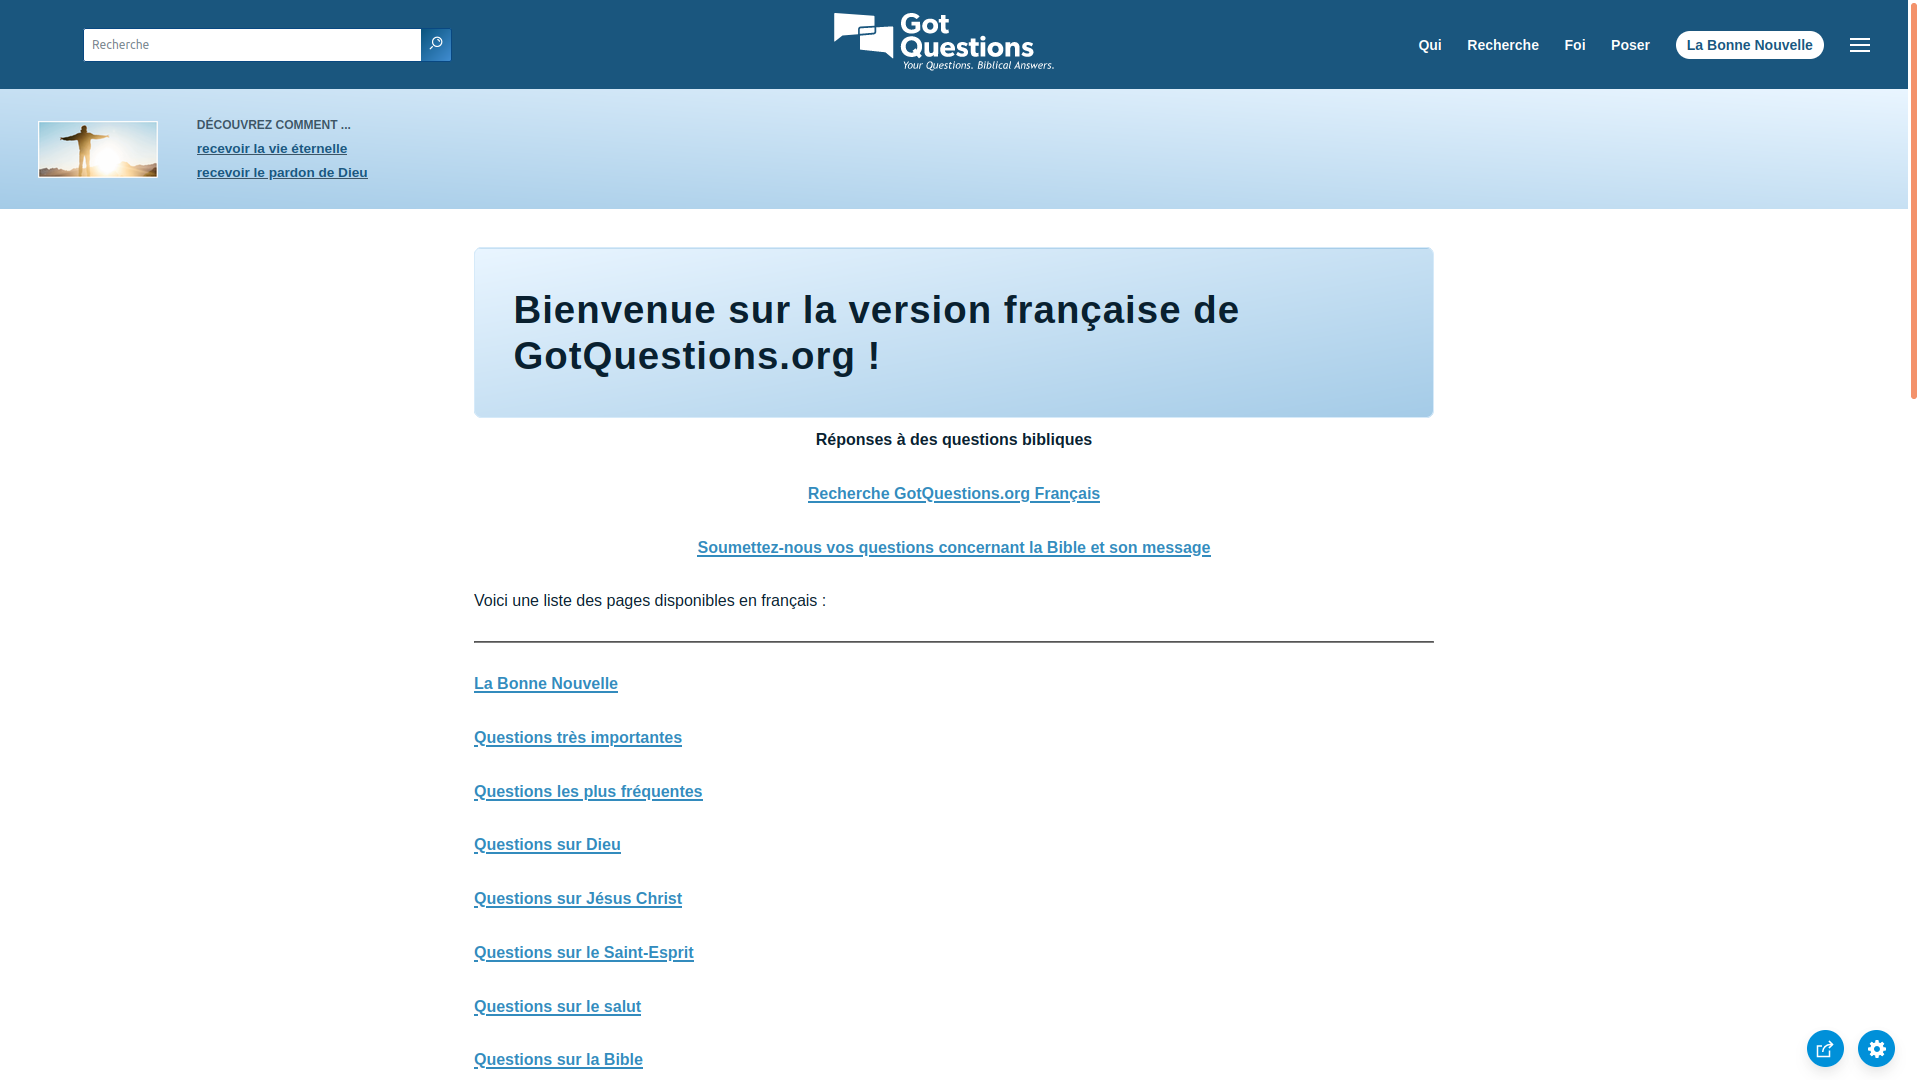 Recherche
Got
Questions
Your Questions. Biblical Answers.
Qui
Recherche
Foi
Poser
La Bonne Nouvelle
DÉCOUVREZ COMMENT ...
recevoir la vie éternelle
recevoir le pardon de Dieu
Bienvenue sur la version française de
GotQuestions.org !
Réponses à des questions bibliques
Recherche GotQuestions.org Français
Soumettez-nous vos questions concernant la Bible et son message
Voici une liste des pages disponibles en français :
La Bonne Nouvelle
Questions très importantes
Questions les plus fréquentes
Questions sur Dieu
Questions sur Jésus Christ
Questions sur le Saint-Esprit
Questions sur le salut
Questions sur la Bible